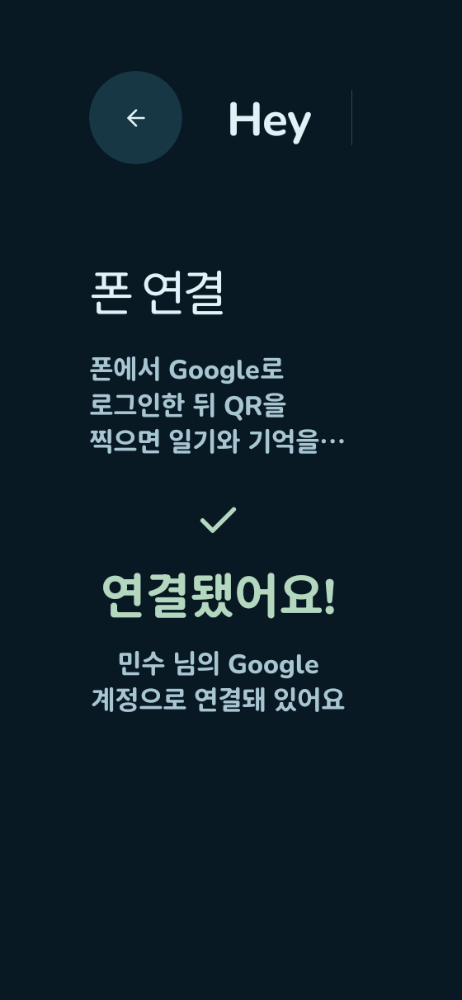 Hey
폰 연결
폰에서 Google로
로그인한 뒤 QR을
찍으면 일기와 기억을…
연결됐어요!
민수 님의 Google
계정으로 연결돼 있어요